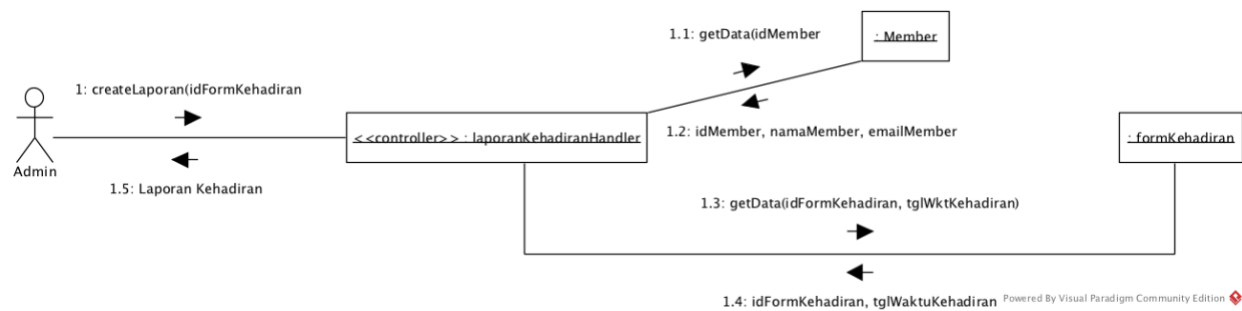 1.1: getData(idMember
: Member
1: createLaporan(idFormKehadiran
<<controller>> : laporanKehadiranHandler
1.2: idMember, namaMember, emailMember
: formKehadiran
Admin
1.5: Laporan Kehadiran
1.3: getData(idFormKehadiran, tglWktKehadiran)
1.4: idFormKehadiran, tglWaktuKehadiran
Powered By Visual Paradigm Community Edition